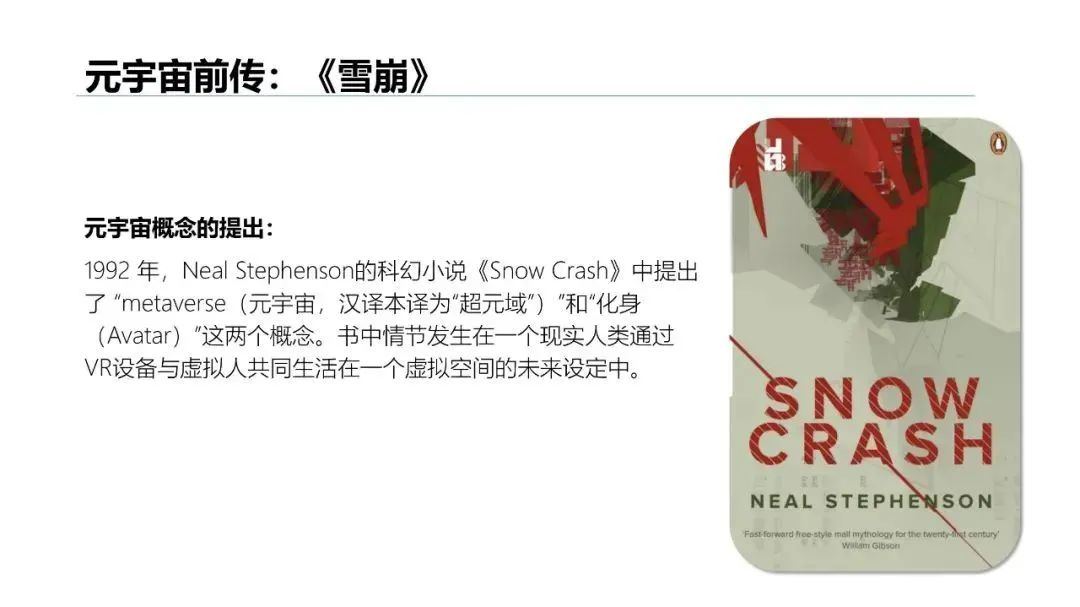 元宇宙前传：《雪崩》
元宇宙概念的提出：
1992 年，Neal Stephenson的科幻小说《Snow Crash》中提出
了 “metaverse（元宇宙，汉译本译为“超元域”）”和“化身
（Avatar）”这两个概念。书中情节发生在一个现实人类通过
VR设备与虚拟人共同生活在一个虚拟空间的未来设定中。
SNOW
CRASH
NEAL STEPHENSON
'Fast-forward free-style mall mythology for the twenty-first century'
William Gibson